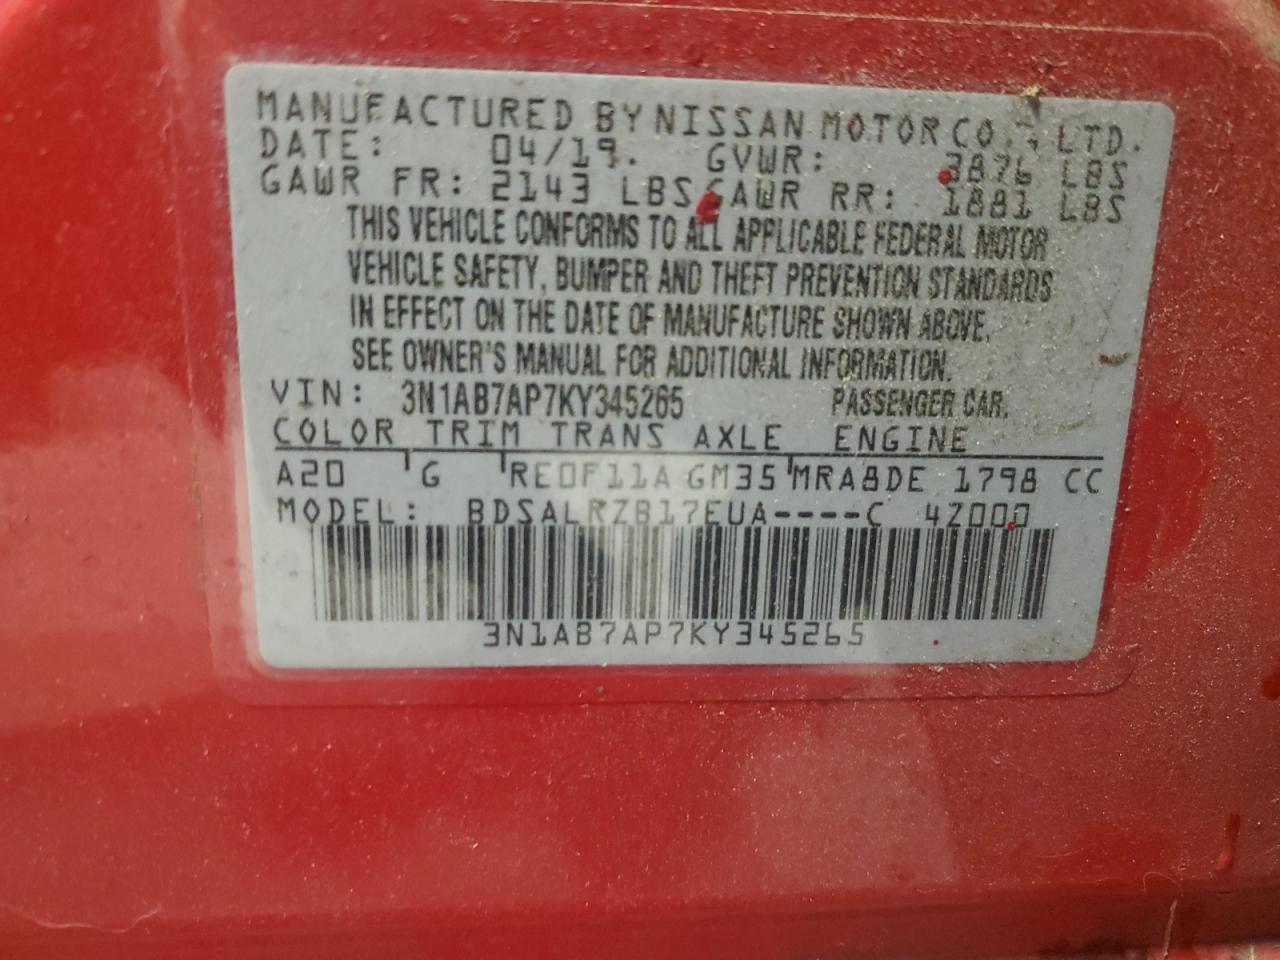 MANUFACTURED BY NISSAN MOTOR CO., LTD.
DATE: 04/19. GVWR: 3876 LBS
GAWR FR: 2143 LBS GAWR RR: 1881 LBS
THIS VEHICLE CONFORMS TO ALL APPLICABLE FEDERAL MOTOR
VEHICLE SAFETY, BUMPER AND THEFT PREVENTION STANDARDS
IN EFFECT ON THE DATE OF MANUFACTURE SHOWN ABOVE.
SEE OWNER'S MANUAL FOR ADDITIONAL INFORMATION.
VIN: 3N1AB7AP7KY345265 PASSENGER CAR.
COLOR TRIM TRANS AXLE ENGINE
A20 G RE0F11A GM35 MRA8DE 1798 CC
MODEL: BDSALRZB17EUA----C 4Z000
3N1AB7AP7KY345265